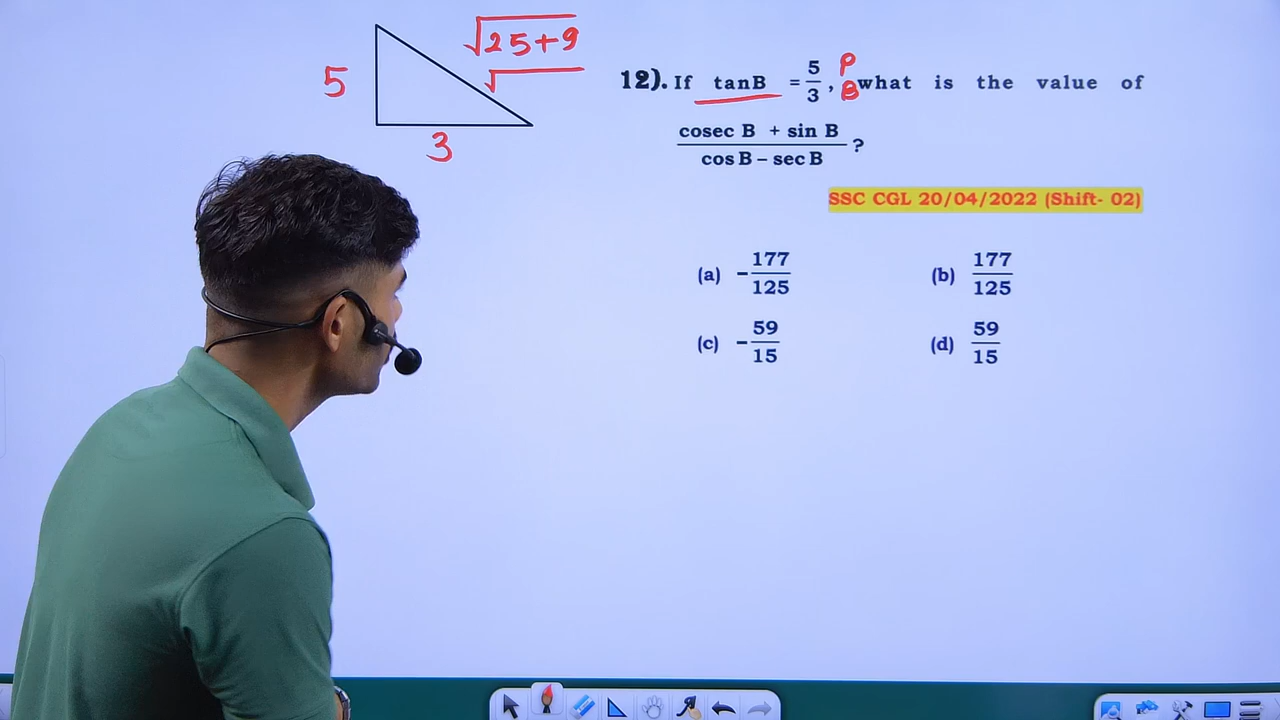 √25+9
√
5
3
12). If tanB = 5/3, P/B what is the value of
cosec B + sin B / cos B – sec B ?
SSC CGL 20/04/2022 (Shift- 02)
(a) -177/125 (b) 177/125
(c) -59/15 (d) 59/15